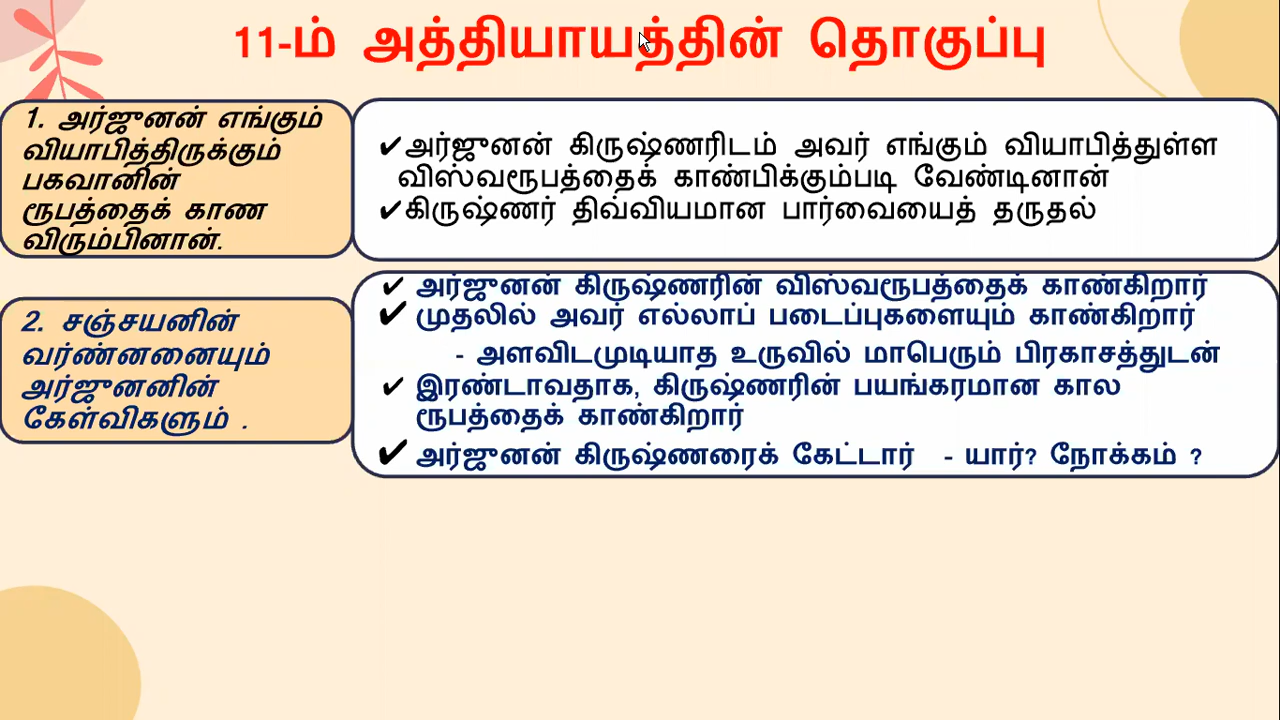 11-ம் அத்தியாயத்தின் தொகுப்பு
1. அர்ஜுனன் எங்கும்
வியாபித்திருக்கும்
பகவானின்
ரூபத்தைக் காண
விரும்பினான்.
✔அர்ஜுனன் கிருஷ்ணரிடம் அவர் எங்கும் வியாபித்துள்ள
விஸ்வரூபத்தைக் காண்பிக்கும்படி வேண்டினான்
✔கிருஷ்ணர் திவ்வியமான பார்வையைத் தருதல்
2. சஞ்சயனின்
வர்ண்னனையும்
அர்ஜுனனின்
கேள்விகளும் .
✔ அர்ஜுனன் கிருஷ்ணரின் விஸ்வரூபத்தைக் காண்கிறார்
✔ முதலில் அவர் எல்லாப் படைப்புகளையும் காண்கிறார்
- அளவிடமுடியாத உருவில் மாபெரும் பிரகாசத்துடன்
✔ இரண்டாவதாக, கிருஷ்ணரின் பயங்கரமான கால
ரூபத்தைக் காண்கிறார்
✔ அர்ஜுனன் கிருஷ்ணரைக் கேட்டார் - யார்? நோக்கம் ?